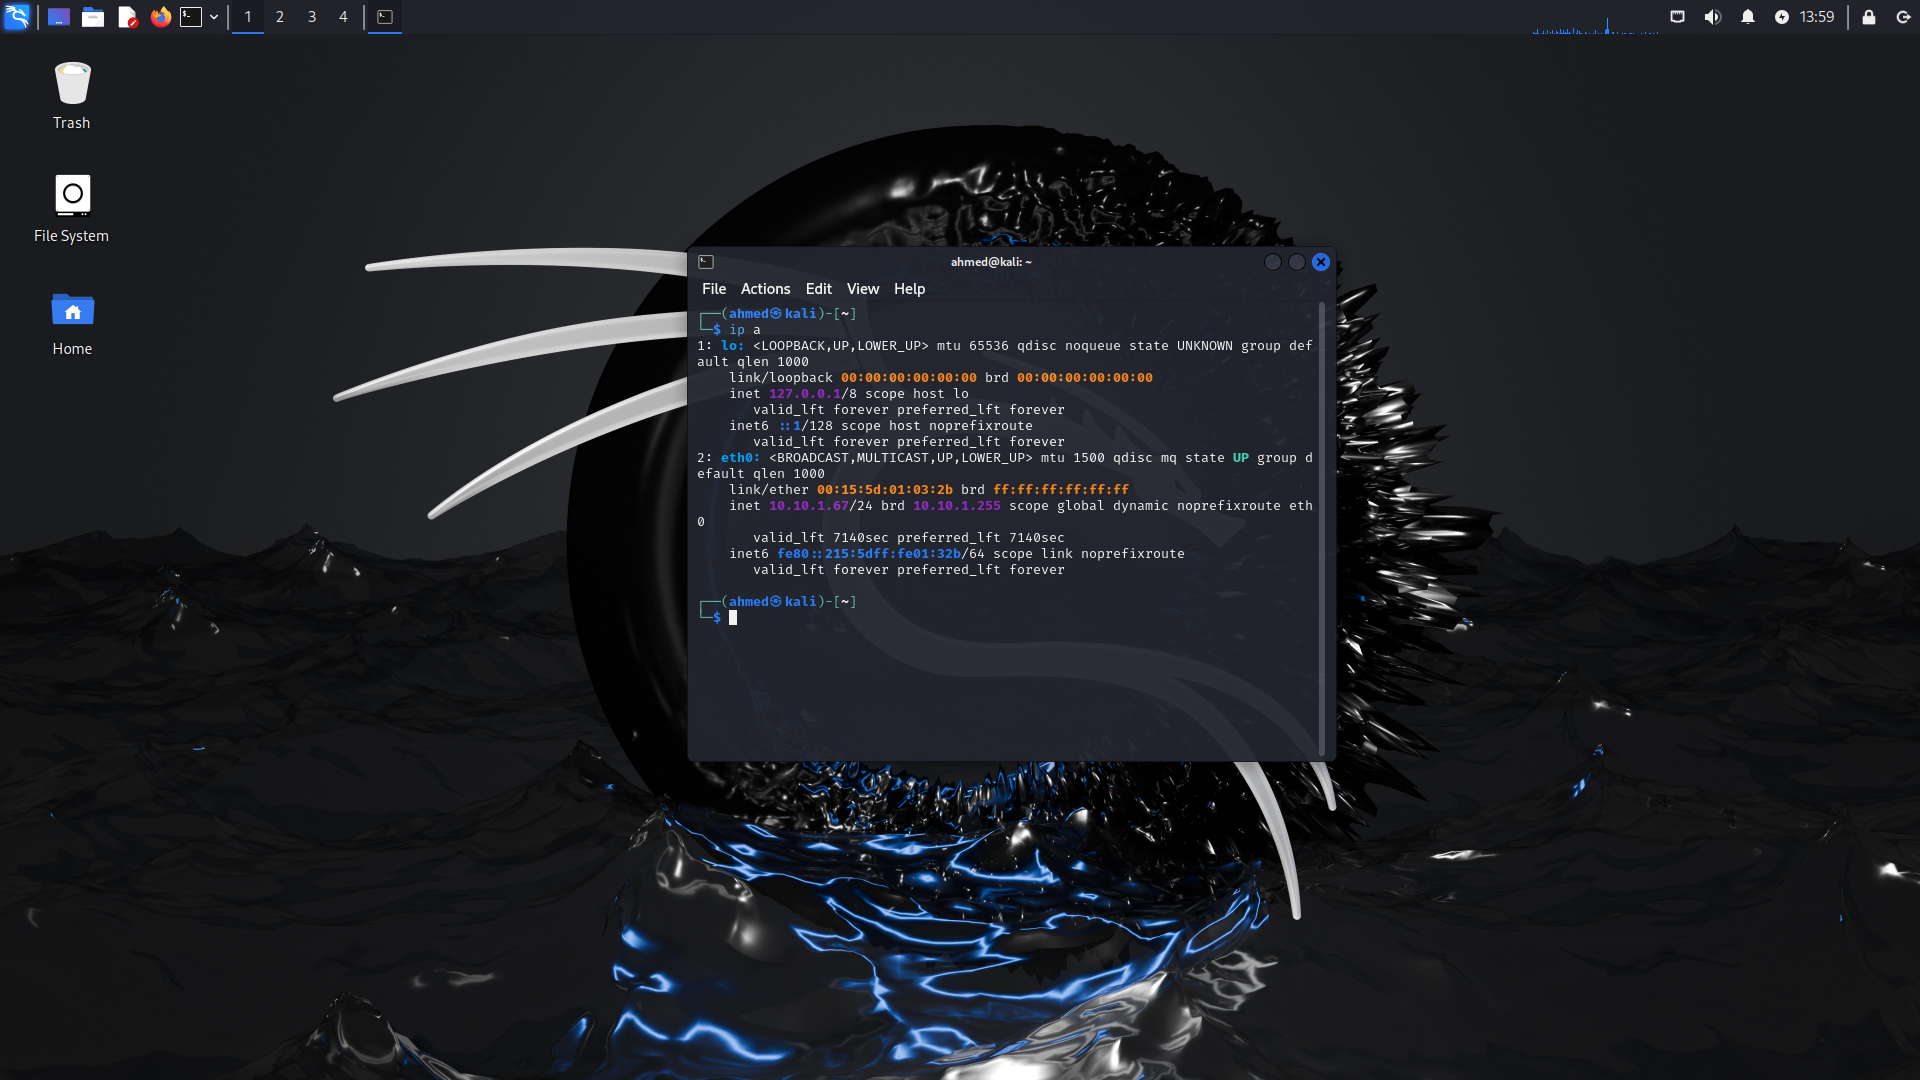 1 2 3 4
13:59
Trash
File System
Home
ahmed@kali: ~
File Actions Edit View Help
┌──(ahmed㉿kali)-[~]
└─$ ip a
1: lo: <LOOPBACK,UP,LOWER_UP> mtu 65536 qdisc noqueue state UNKNOWN group def
ault qlen 1000
link/loopback 00:00:00:00:00:00 brd 00:00:00:00:00:00
inet 127.0.0.1/8 scope host lo
valid_lft forever preferred_lft forever
inet6 ::1/128 scope host noprefixroute
valid_lft forever preferred_lft forever
2: eth0: <BROADCAST,MULTICAST,UP,LOWER_UP> mtu 1500 qdisc mq state UP group d
efault qlen 1000
link/ether 00:15:5d:01:03:2b brd ff:ff:ff:ff:ff:ff
inet 10.10.1.67/24 brd 10.10.1.255 scope global dynamic noprefixroute eth
0
valid_lft 7140sec preferred_lft 7140sec
inet6 fe80::215:5dff:fe01:32b/64 scope link noprefixroute
valid_lft forever preferred_lft forever
┌──(ahmed㉿kali)-[~]
└─$